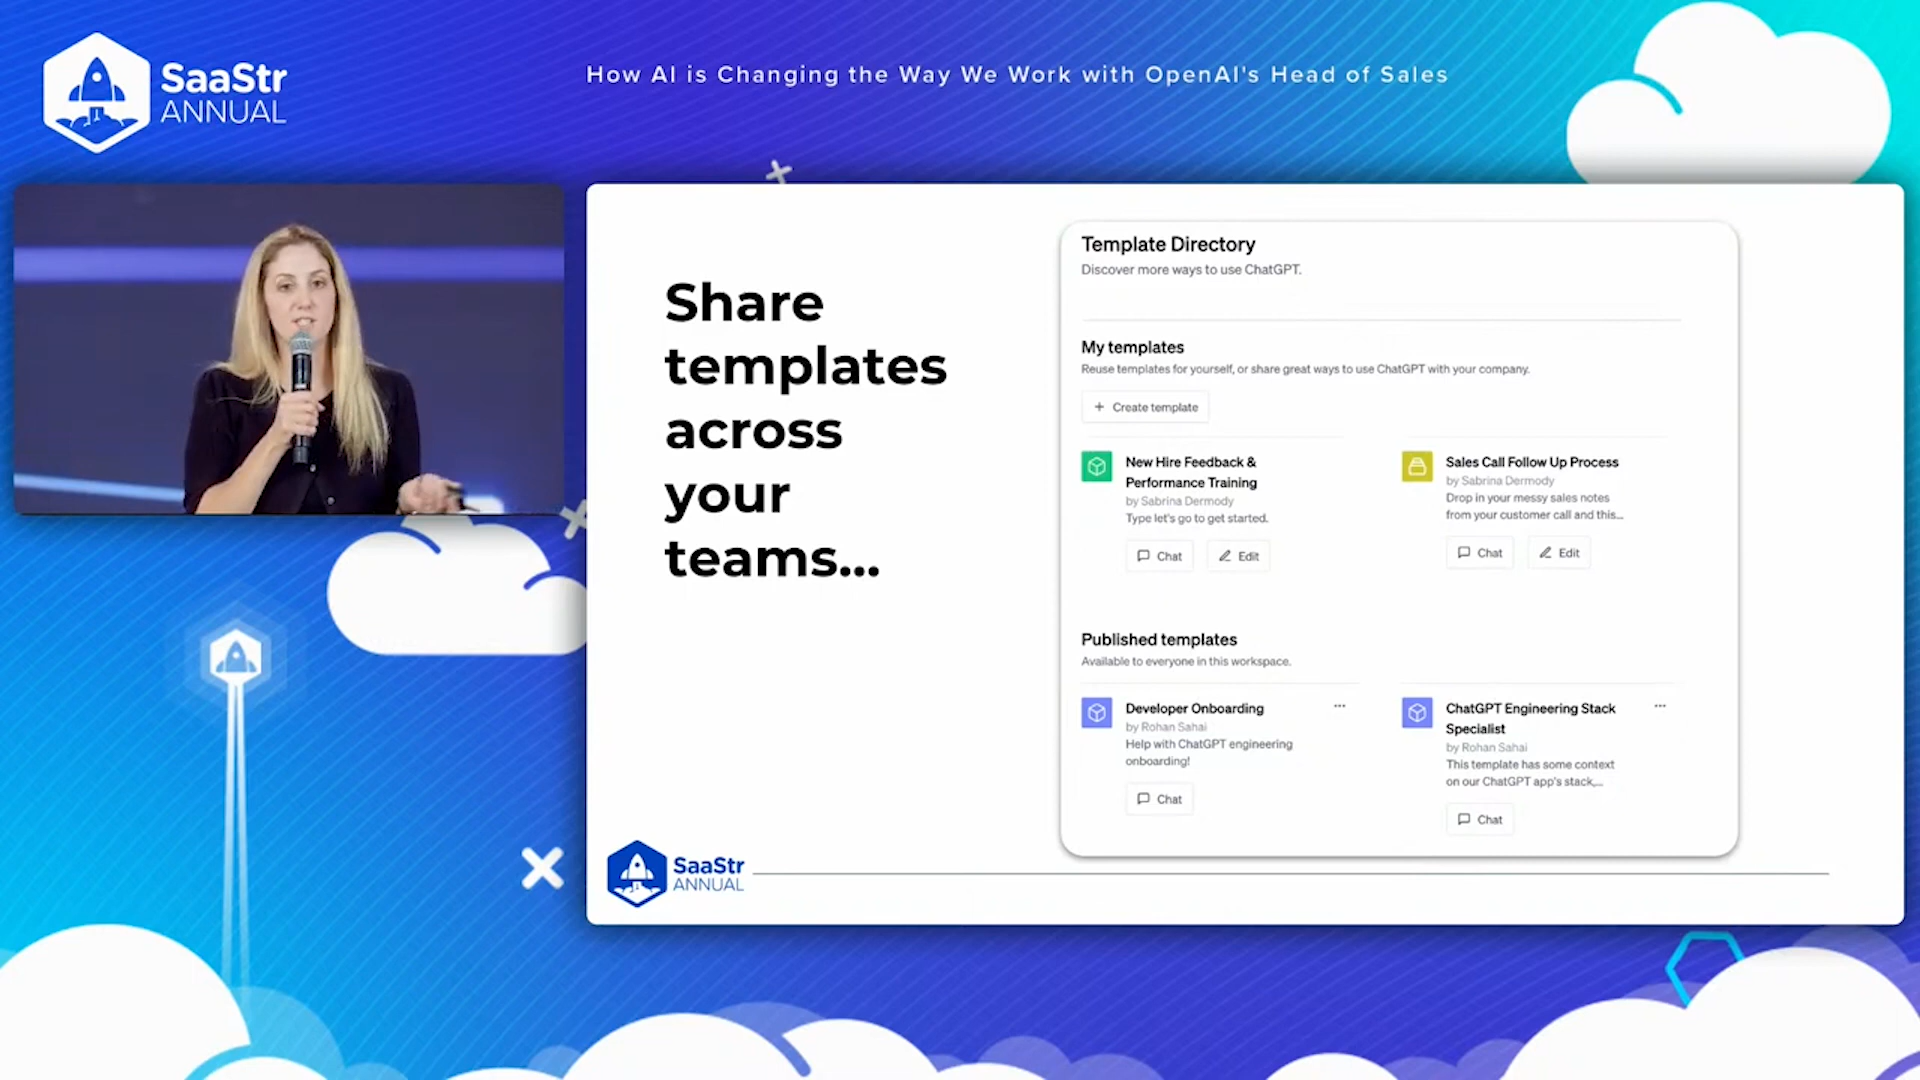 SaaStr
ANNUAL
How AI is Changing the Way We Work with OpenAI's Head of Sales
Share
templates
across
your
teams...
Template Directory
Discover more ways to use ChatGPT.
My templates
Reuse templates for yourself, or share great ways to use ChatGPT with your company.
+ Create template
New Hire Feedback &
Performance Training
by Sabrina Dermody
Type let's go to get started.
Chat Edit
Sales Call Follow Up Process
by Sabrina Dermody
Drop in your messy sales notes
from your customer call and this...
Chat Edit
Published templates
Available to everyone in this workspace.
Developer Onboarding
by Rohan Sahai
Help with ChatGPT engineering
onboarding!
Chat
ChatGPT Engineering Stack
Specialist
by Rohan Sahai
This template has some context
on our ChatGPT app's stack,...
Chat
SaaStr
ANNUAL